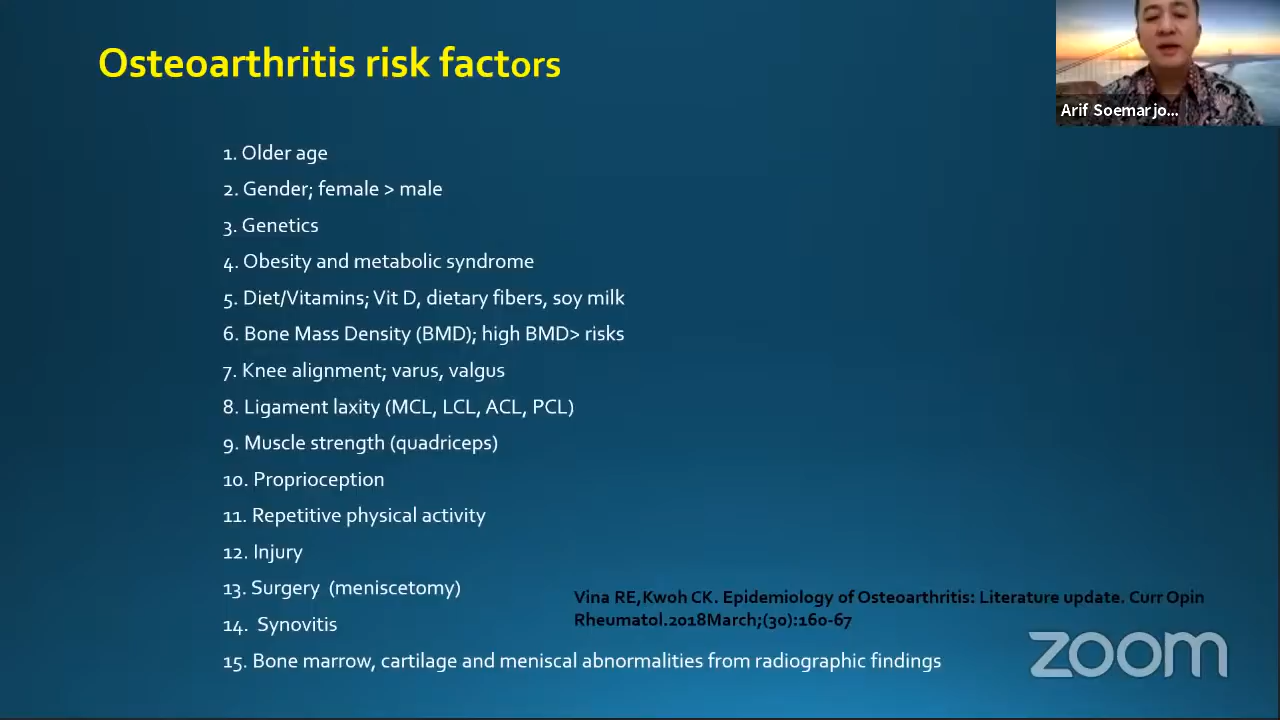 Osteoarthritis risk factors
Arif Soemarjo...
1. Older age
2. Gender; female > male
3. Genetics
4. Obesity and metabolic syndrome
5. Diet/Vitamins; Vit D, dietary fibers, soy milk
6. Bone Mass Density (BMD); high BMD> risks
7. Knee alignment; varus, valgus
8. Ligament laxity (MCL, LCL, ACL, PCL)
9. Muscle strength (quadriceps)
10. Proprioception
11. Repetitive physical activity
12. Injury
13. Surgery (meniscetomy)
14. Synovitis
15. Bone marrow, cartilage and meniscal abnormalities from radiographic findings
Vina RE,Kwoh CK. Epidemiology of Osteoarthritis: Literature update. Curr Opin
Rheumatol.2018March;(30):160-67
zoom